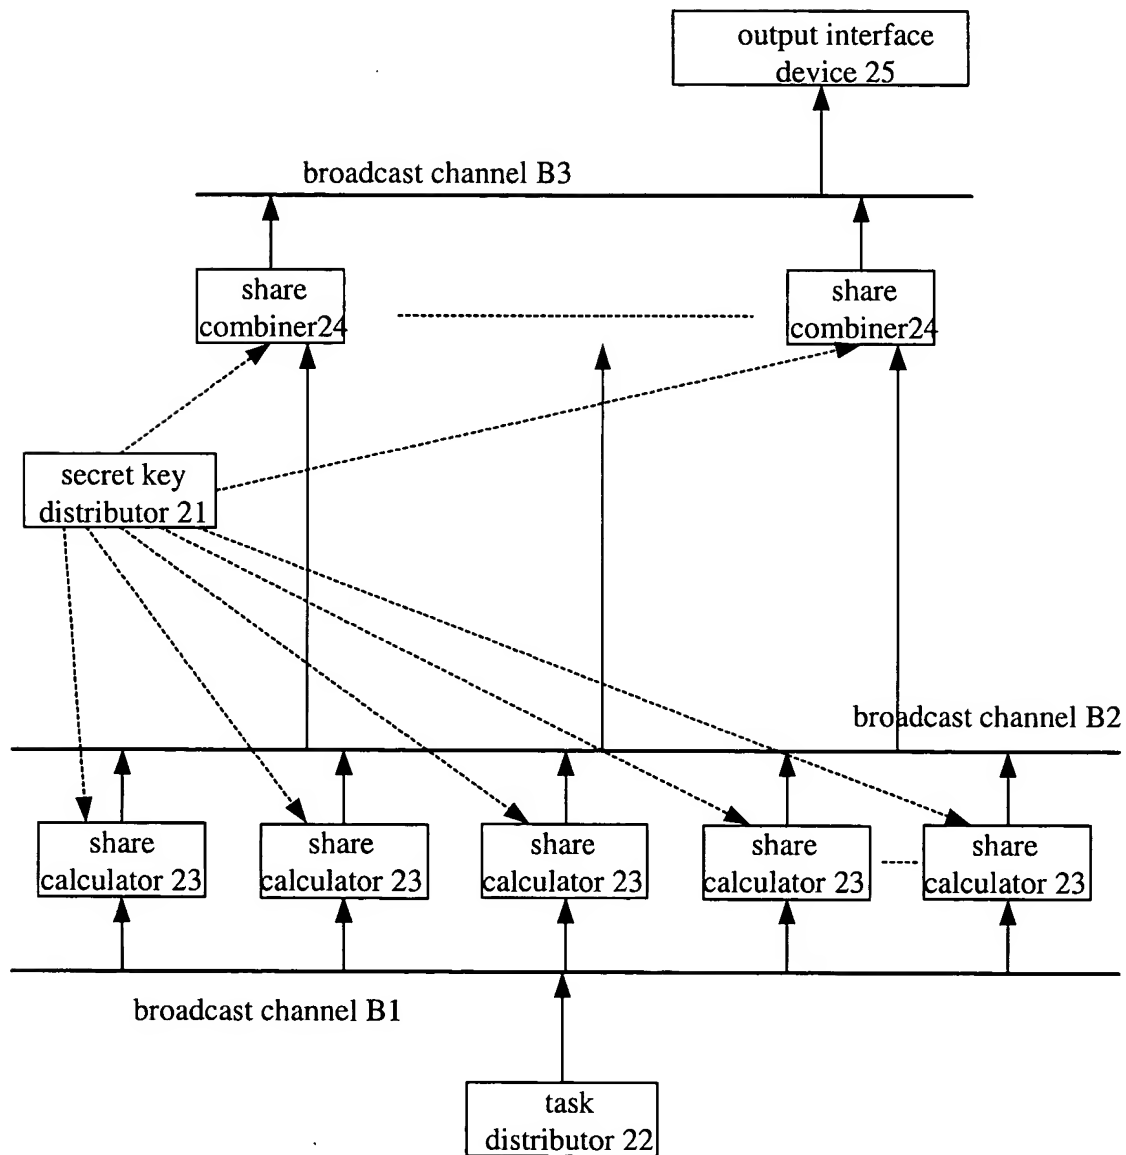 output interface
device 25
broadcast channel B3
share
combiner24
share
combiner24
secret key
distributor 21
broadcast channel B2
share
calculator 23
share
calculator 23
share
calculator 23
share
calculator 23
share
calculator 23
broadcast channel B1
task
distributor 22